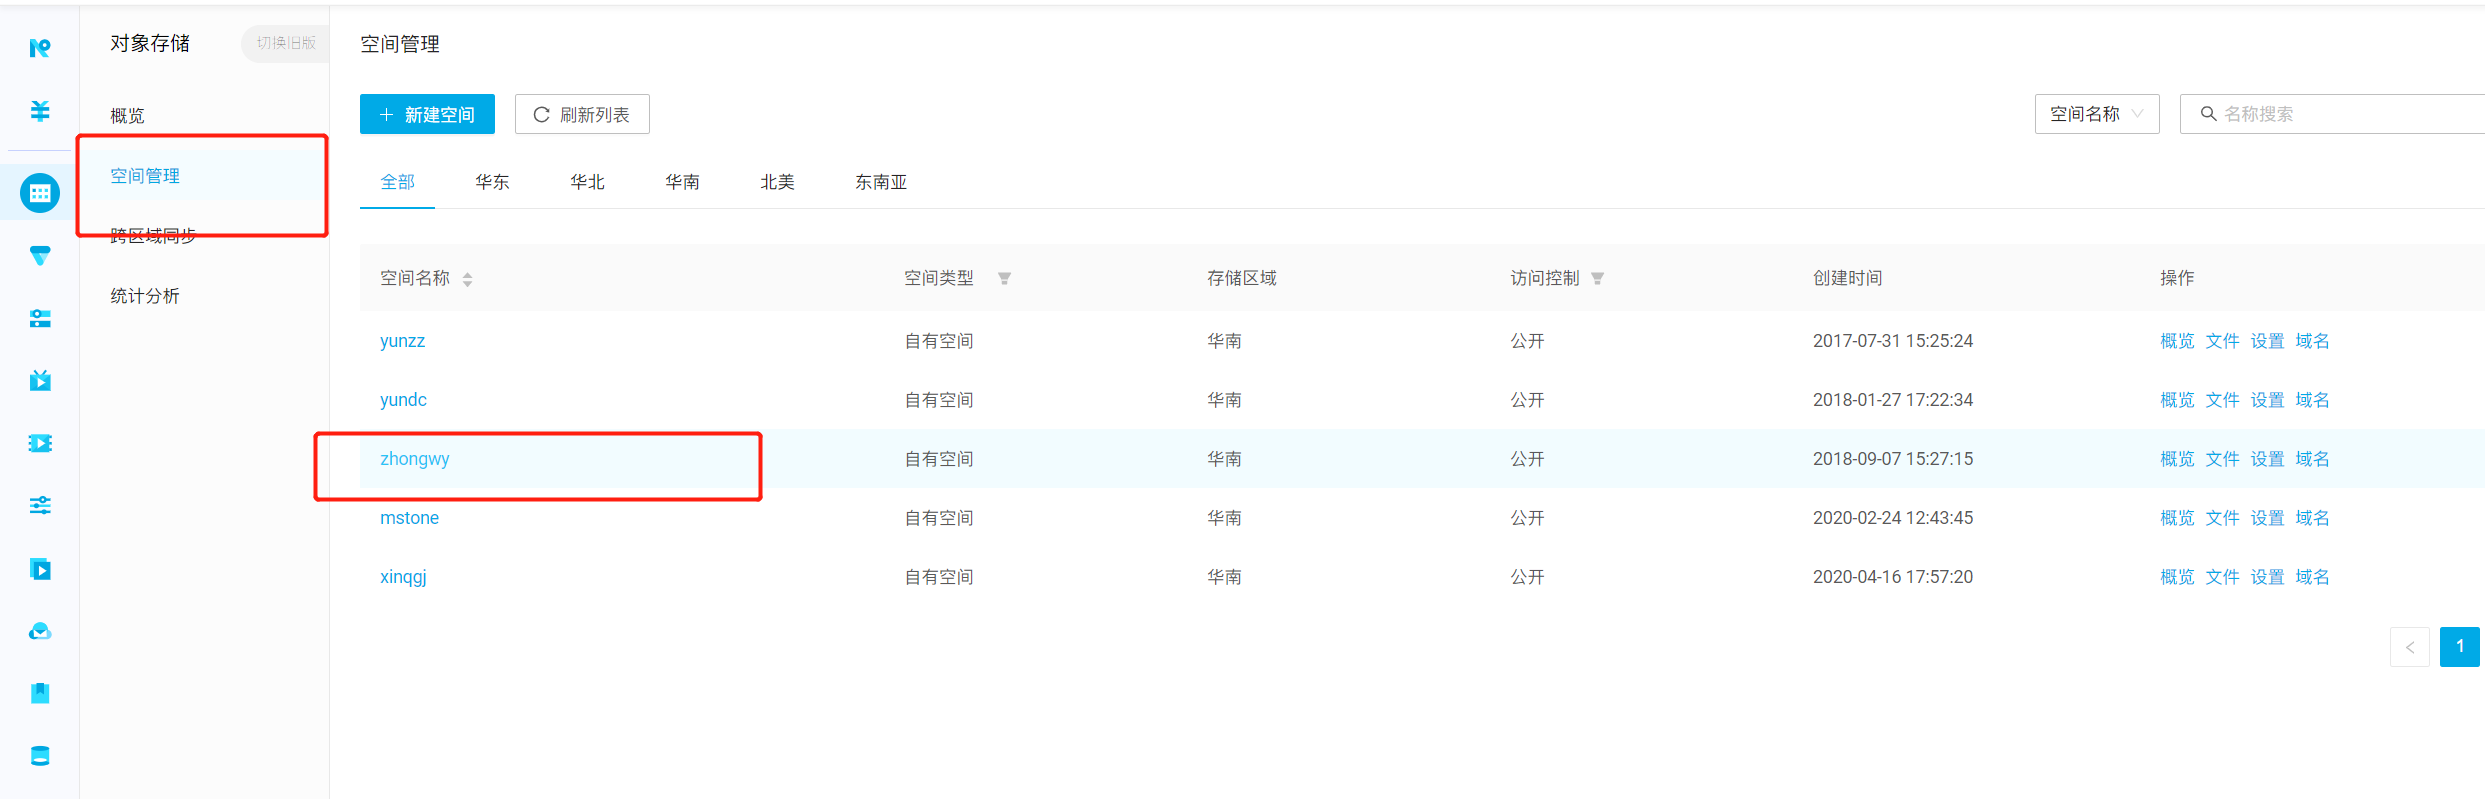 对象存储
切换旧版
概览
空间管理
跨区域同步
统计分析
空间管理
新建空间
刷新列表
空间名称
名称搜索
全部 华东 华北 华南 北美 东南亚
空间名称 空间类型 存储区域 访问控制 创建时间 操作
yunzz 自有空间 华南 公开 2017-07-31 15:25:24 概览 文件 设置 域名
yundc 自有空间 华南 公开 2018-01-27 17:22:34 概览 文件 设置 域名
zhongwy 自有空间 华南 公开 2018-09-07 15:27:15 概览 文件 设置 域名
mstone 自有空间 华南 公开 2020-02-24 12:43:45 概览 文件 设置 域名
xinqgj 自有空间 华南 公开 2020-04-16 17:57:20 概览 文件 设置 域名
1